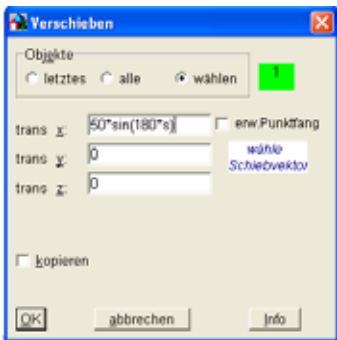 Verschieben
Objekte
letztes alle wählen 1
trans x: 50*sin(180*s) erw.Punktfang
trans y: 0 wähle
Schiebvektor
trans z: 0
kopieren
OK abbrechen Info